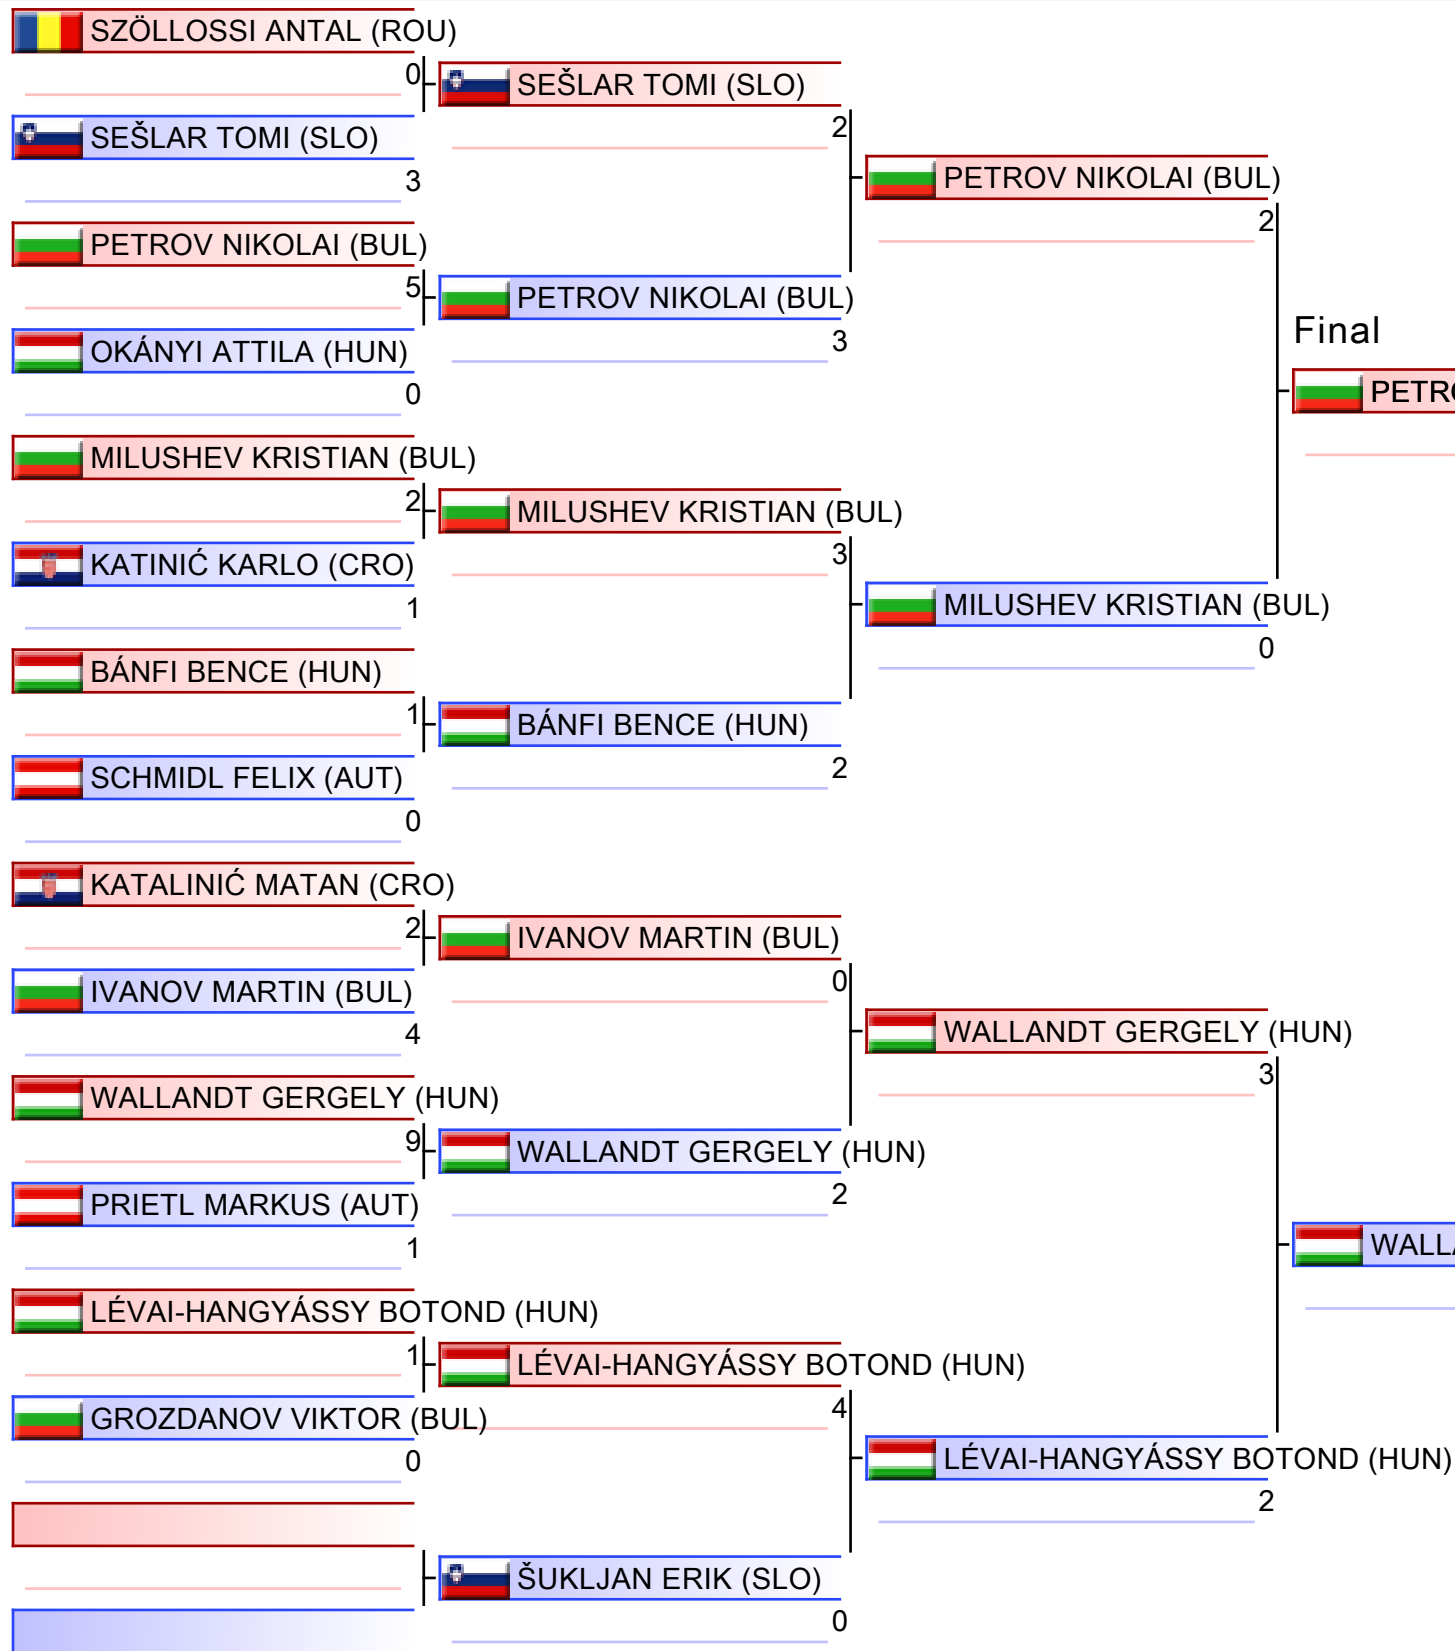 SZÖLLOSSI ANTAL (ROU)
0
SEŠLAR TOMI (SLO)
3
PETROV NIKOLAI (BUL)
5
OKÁNYI ATTILA (HUN)
0
MILUSHEV KRISTIAN (BUL)
2
KATINIĆ KARLO (CRO)
1
BÁNFI BENCE (HUN)
1
SCHMIDL FELIX (AUT)
0
KATALINIĆ MATAN (CRO)
2
IVANOV MARTIN (BUL)
4
WALLANDT GERGELY (HUN)
9
PRIETL MARKUS (AUT)
1
LÉVAI-HANGYÁSSY BOTOND (HUN)
1
GROZDANOV VIKTOR (BUL)
0
SEŠLAR TOMI (SLO)
2
PETROV NIKOLAI (BUL)
3
MILUSHEV KRISTIAN (BUL)
3
BÁNFI BENCE (HUN)
2
IVANOV MARTIN (BUL)
0
WALLANDT GERGELY (HUN)
2
LÉVAI-HANGYÁSSY BOTOND (HUN)
4
ŠUKLJAN ERIK (SLO)
0
PETROV NIKOLAI (BUL)
2
MILUSHEV KRISTIAN (BUL)
0
WALLANDT GERGELY (HUN)
3
LÉVAI-HANGYÁSSY BOTOND (HUN)
2
Final